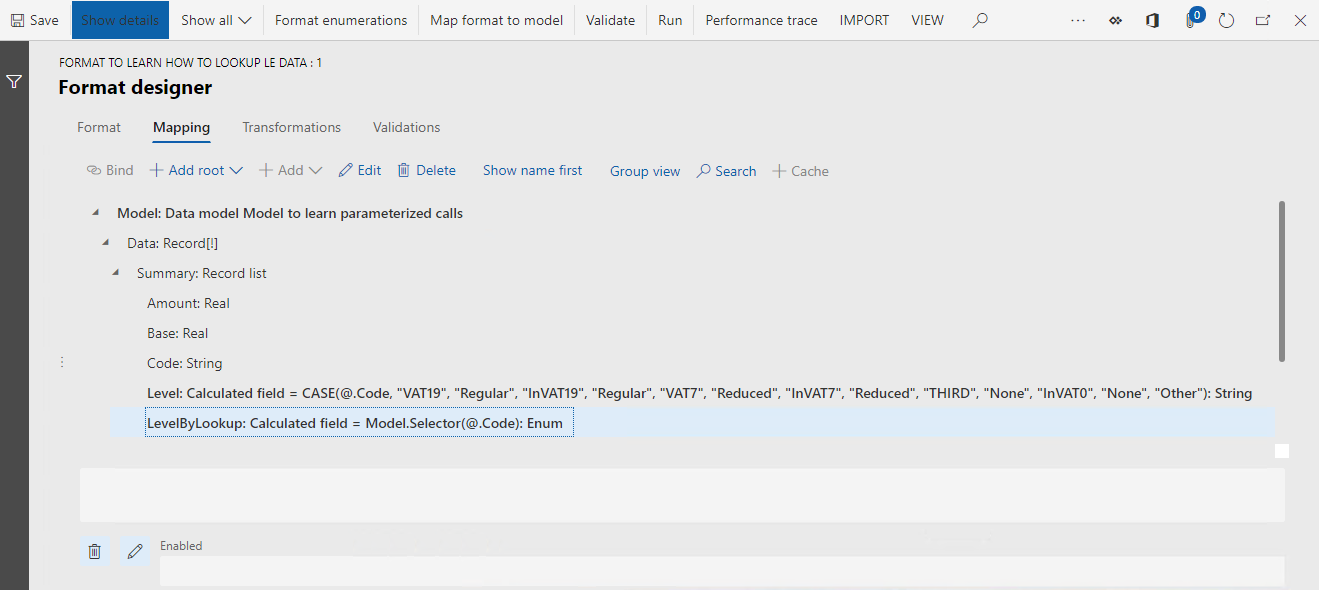 Save Show details Show all Format enumerations Map format to model Validate Run Performance trace IMPORT VIEW ... 0
FORMAT TO LEARN HOW TO LOOKUP LE DATA : 1
Format designer
Format Mapping Transformations Validations
Bind Add root Add Edit Delete Show name first Group view Search Cache
Model: Data model Model to learn parameterized calls
Data: Record[!]
Summary: Record list
Amount: Real
Base: Real
Code: String
Level: Calculated field = CASE(@.Code, "VAT19", "Regular", "InVAT19", "Regular", "VAT7", "Reduced", "InVAT7", "Reduced", "THIRD", "None", "InVAT0", "None", "Other"): String
LevelByLookup: Calculated field = Model.Selector(@.Code): Enum
Enabled